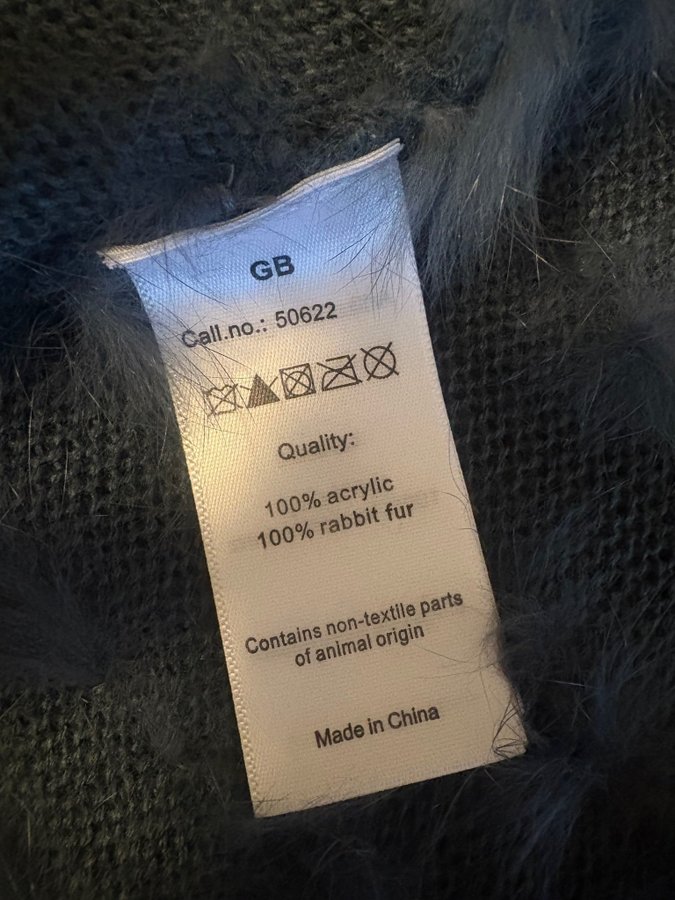 GB
Call.no.: 50622
Quality:
100% acrylic
100% rabbit fur
Contains non-textile parts
of animal origin
Made in China